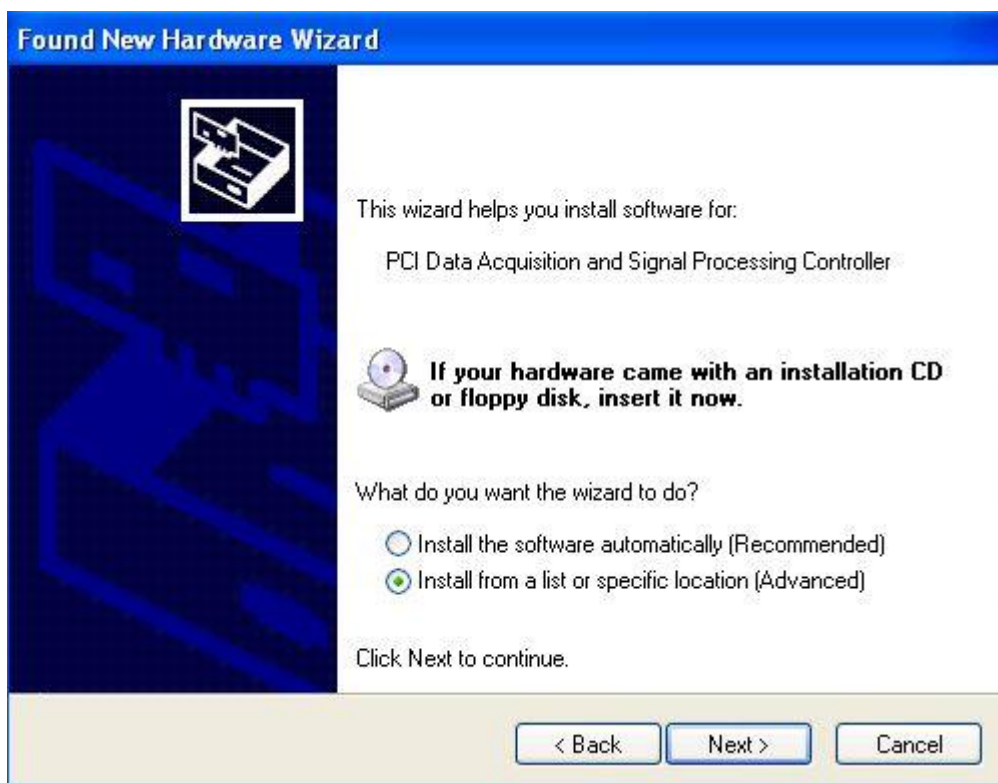 Found New Hardware Wizard
This wizard helps you install software for:
PCI Data Acquisition and Signal Processing Controller
If your hardware came with an installation CD
or floppy disk, insert it now.
What do you want the wizard to do?
Install the software automatically (Recommended)
Install from a list or specific location (Advanced)
Click Next to continue.
< Back
Next >
Cancel